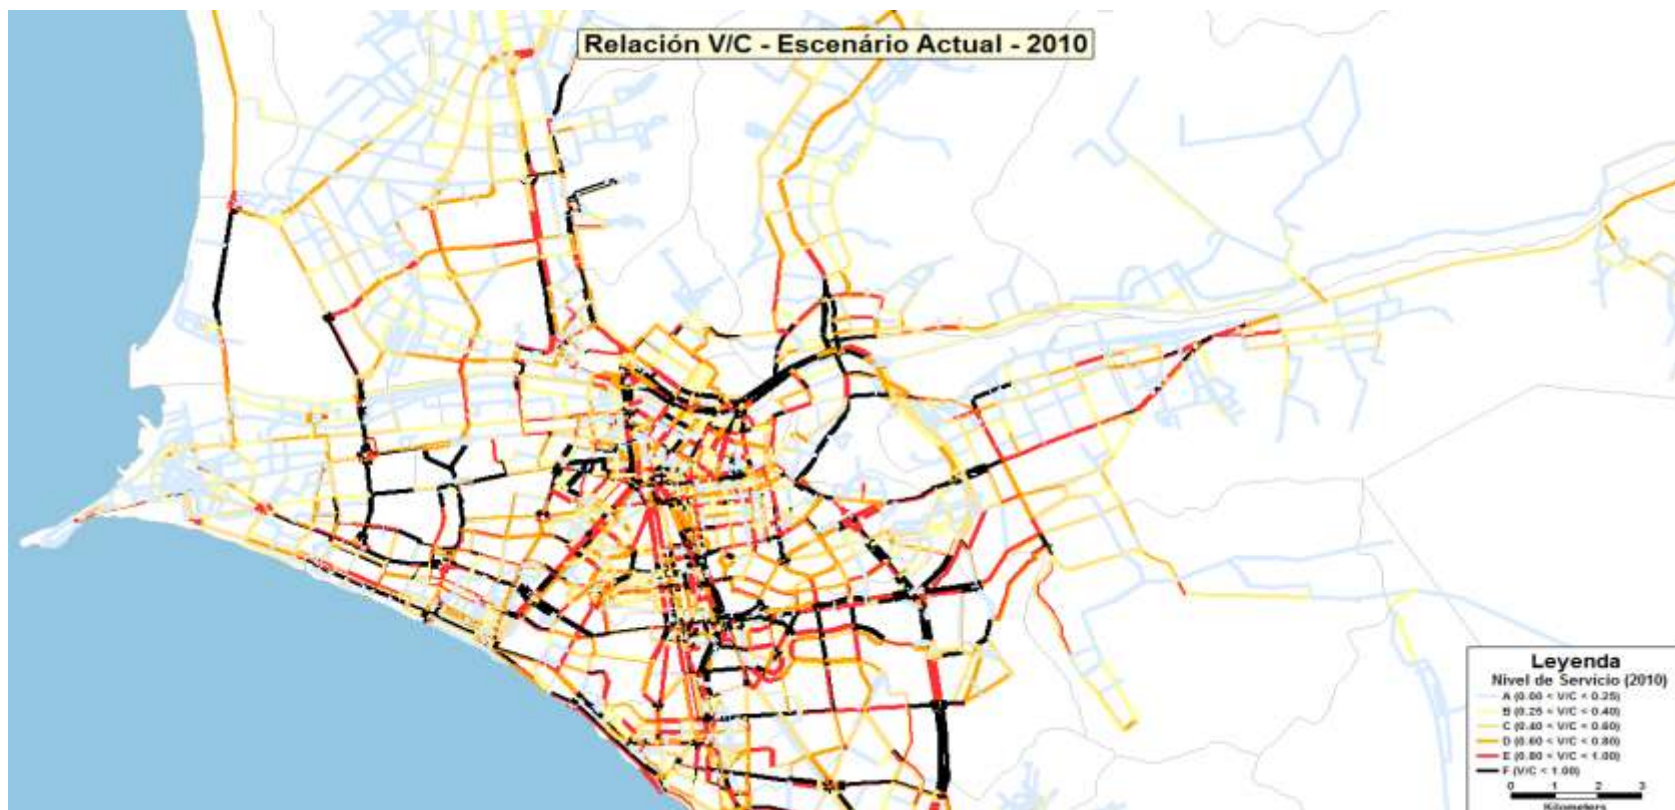 Relación V/C - Escenário Actual - 2010
Leyenda
Nivel de Servicio (2010)
A (0.00 < V/C < 0.25)
B (0.25 < V/C < 0.40)
C (0.40 < V/C < 0.60)
D (0.60 < V/C < 0.80)
E (0.80 < V/C < 1.00)
F (V/C < 1.00)
0 1 2 3
Kilometers